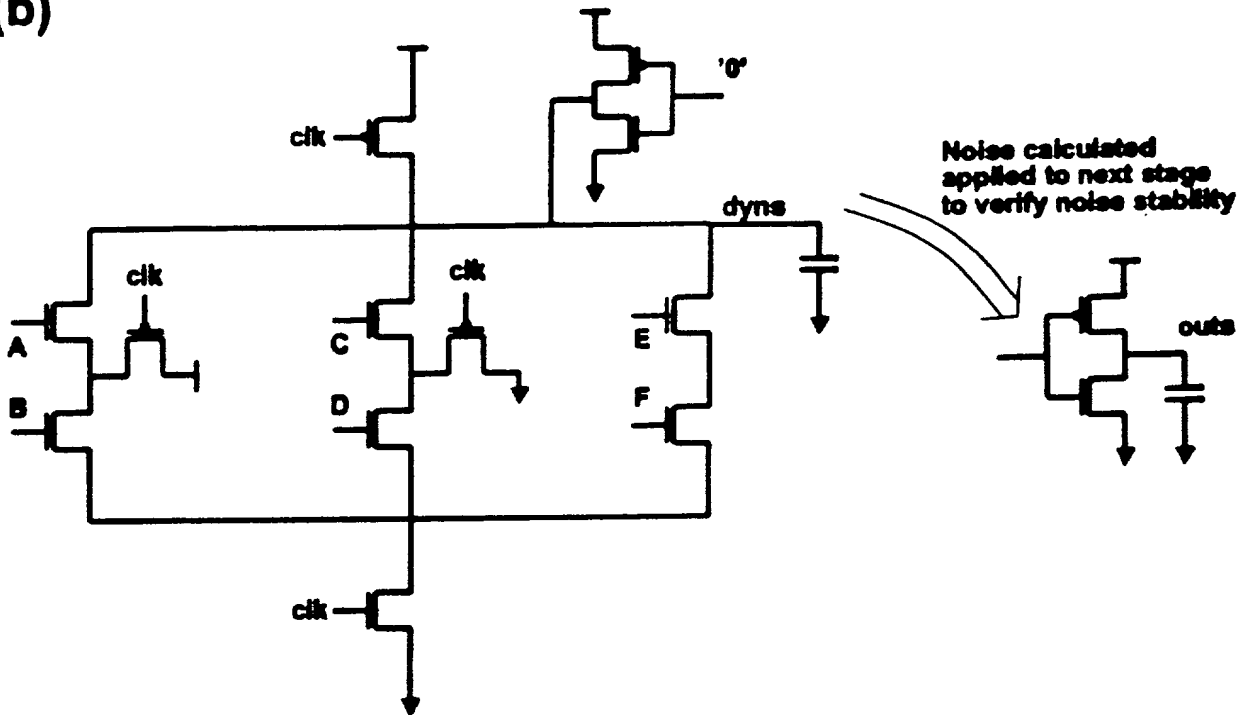 (b)
'0'
clk
Noise calculated
applied to next stage
to verify noise stability
dyns
clk
clk
A
C
E
outs
B
D
F
clk